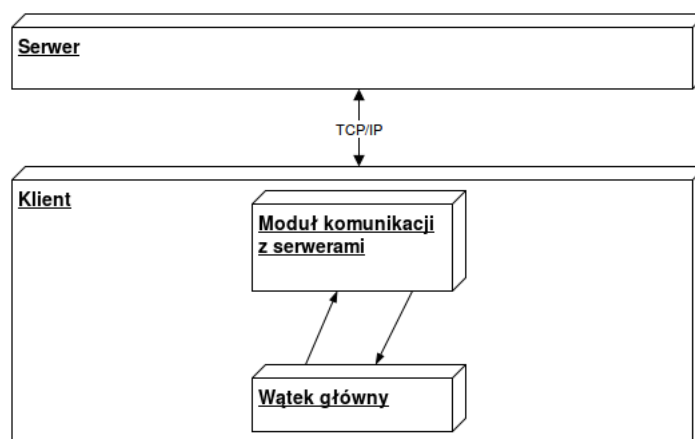 Serwer
TCP/IP
Klient
Moduł komunikacji
z serwerami
Wątek główny